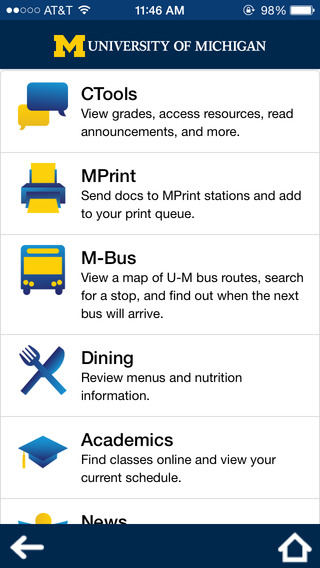 AT&T 11:46 AM 98%
M UNIVERSITY OF MICHIGAN
CTools
View grades, access resources, read
announcements, and more.
MPrint
Send docs to MPrint stations and add
to your print queue.
M-Bus
View a map of U-M bus routes, search
for a stop, and find out when the next
bus will arrive.
Dining
Review menus and nutrition
information.
Academics
Find classes online and view your
current schedule.
News